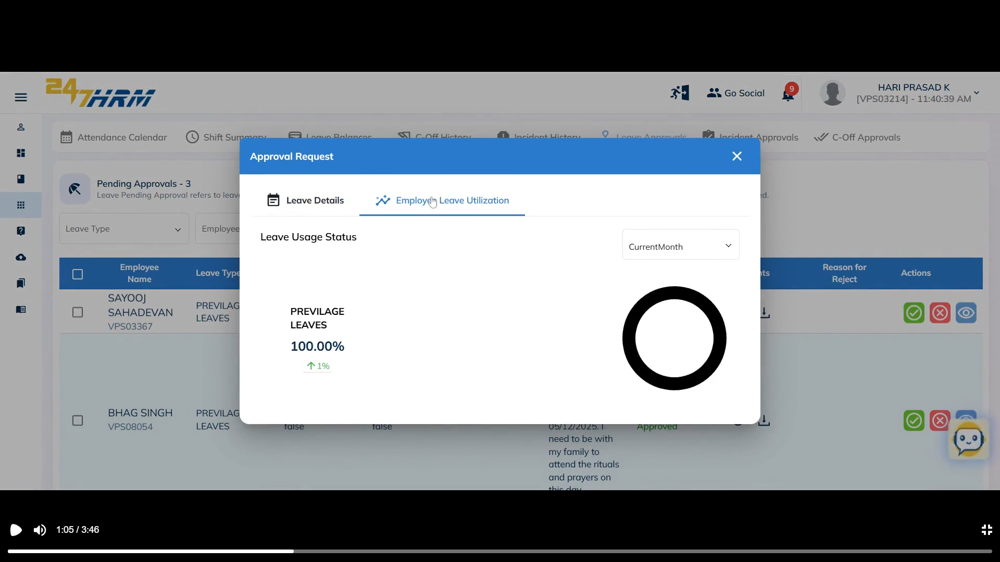 247HRM
Go Social
9
HARI PRASAD K
[VPS03214] - 11:40:39 AM
Attendance Calendar
Shift Summary
Leave Balances
C-Off History
Incident History
Leave Approvals
Incident Approvals
C-Off Approvals
Approval Request
Pending Approvals - 3
Leave Pending Approval refers to leave
ed.
Leave Details
Employee Leave Utilization
Leave Type
Employee
Leave Usage Status
CurrentMonth
Employee
Name
Leave Type
nts
Reason for
Reject
Actions
SAYOOJ
SAHADEVAN
VPS03367
PREVILAG
LEAVES
PREVILAGE
LEAVES
100.00%
1%
BHAG SINGH
VPS08054
PREVILAG
LEAVES
false
false
05/12/2025. I
need to be with
my family to
attend the rituals
and prayers on
this day
Approved
1:05 / 3:46